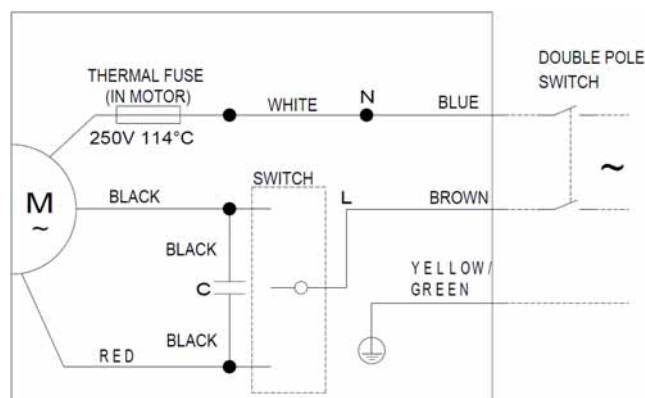 DOUBLE POLE
SWITCH
THERMAL FUSE
(IN MOTOR)
250V 114°C
WHITE
N
BLUE
~
SWITCH
M
~
BLACK
L
BROWN
BLACK
C
YELLOW/
GREEN
BLACK
RED